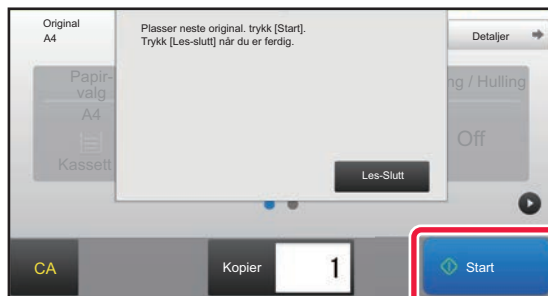 Original
A4
Plasser neste original. trykk [Start].
Trykk [Les-slutt] når du er ferdig.
Detaljer
Papir-
valg
A4
Kassett
ng / Hulling
Off
Les-Slutt
CA
Kopier
1
Start